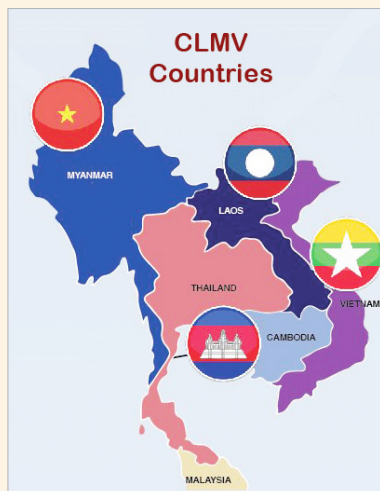 CLMV
Countries
MYANMAR
LAOS
THAILAND
VIETNAM
CAMBODIA
MALAYSIA